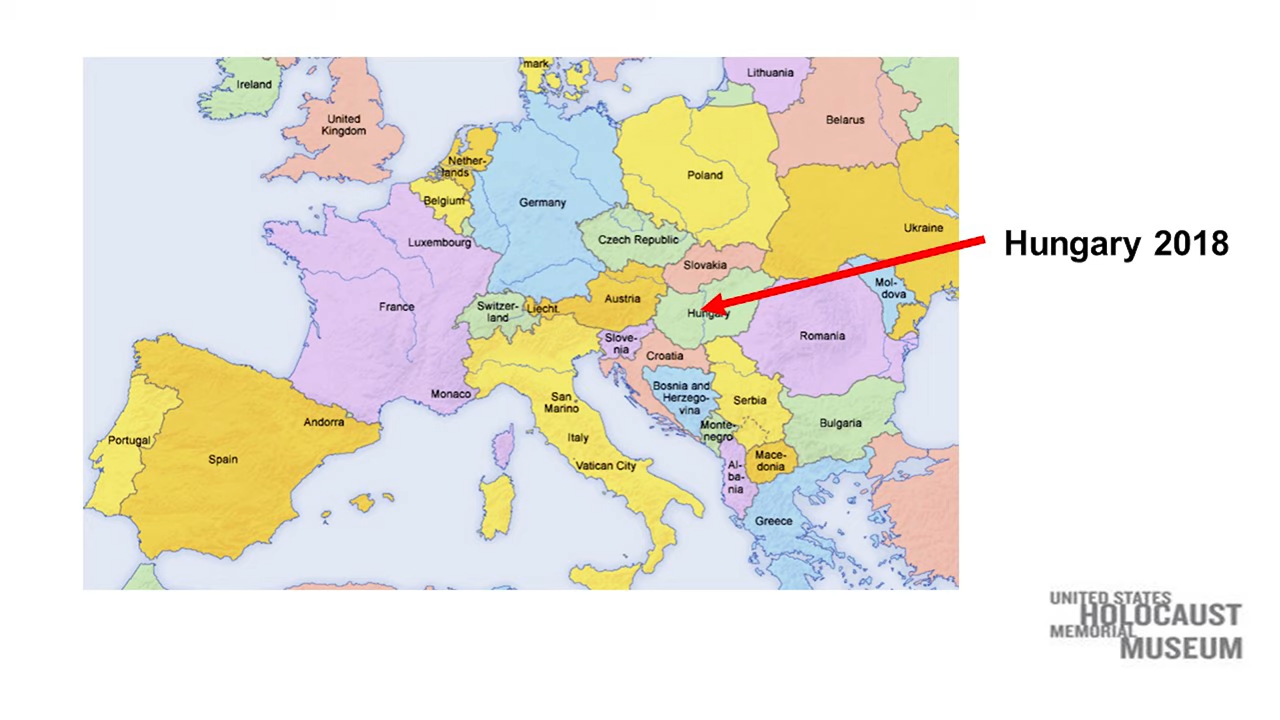 mark
Lithuania
Ireland
United
Kingdom
Belarus
Nether-
lands
Poland
Belgium
Germany
Ukraine
Luxembourg
Czech Republic
Hungary 2018
Slovakia
Mol-
dova
Austria
France
Switzer-
land
Liecht.
Hungary
Romania
Slove-
nia
Croatia
Bosnia and
Herzego-
vina
Monaco
San
Marino
Serbia
Andorra
Bulgaria
Monte-
negro
Portugal
Italy
Spain
Vatican City
Mace-
donia
Al-
ba-
nia
Greece
UNITED STATES
HOLOCAUST
MEMORIAL
MUSEUM